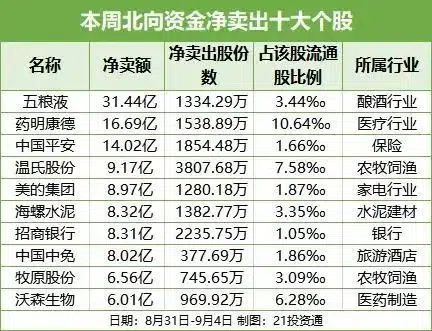 本周北向资金净卖出十大个股
名称 净卖额 净卖出股份数 占该股流通股比例 所属行业
五粮液 31.44亿 1334.29万 3.44‰ 酿酒行业
药明康德 16.69亿 1538.89万 10.64‰ 医疗行业
中国平安 14.02亿 1854.48万 1.66‰ 保险
温氏股份 9.17亿 3807.68万 7.58‰ 农牧饲渔
美的集团 8.97亿 1280.18万 1.87‰ 家电行业
海螺水泥 8.32亿 1382.77万 3.35‰ 水泥建材
招商银行 8.31亿 2235.75万 1.05‰ 银行
中国中免 8.02亿 377.69万 1.86‰ 旅游酒店
牧原股份 6.56亿 745.65万 3.09‰ 农牧饲渔
沃森生物 6.01亿 969.92万 6.28‰ 医药制造
日期：8月31日-9月4日 制图：21投资通